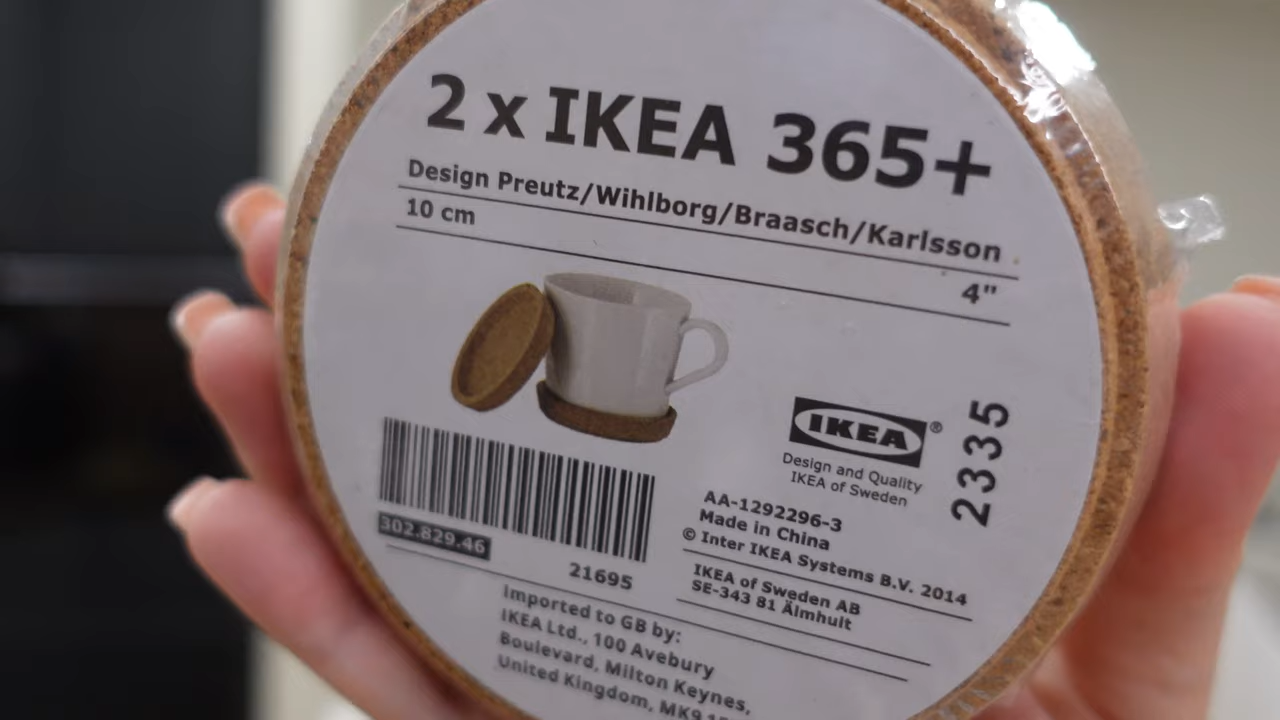 2 x IKEA 365+
Design Preutz/Wihlborg/Braasch/Karlsson
10 cm
4"
IKEA ®
Design and Quality
IKEA of Sweden
2335
AA-1292296-3
Made in China
© Inter IKEA Systems B.V. 2014
IKEA of Sweden AB
SE-343 81 Älmhult
302.829.46
21695
Imported to GB by:
IKEA Ltd., 100 Avebury
Boulevard, Milton Keynes,
United Kingdom, MK9